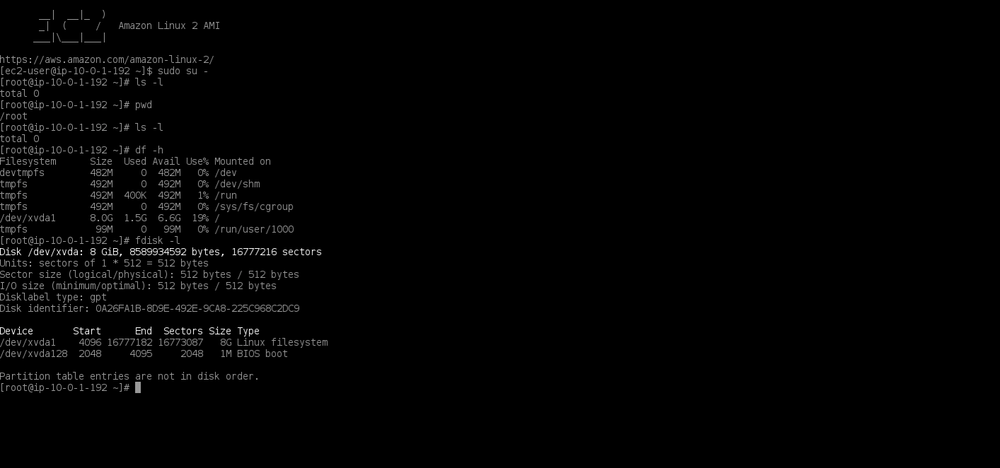 __|  __|_  )
       _|  (     /   Amazon Linux 2 AMI
      ___|\___|___|

https://aws.amazon.com/amazon-linux-2/
[ec2-user@ip-10-0-1-192 ~]$ sudo su -
[root@ip-10-0-1-192 ~]# ls -l
total 0
[root@ip-10-0-1-192 ~]# pwd
/root
[root@ip-10-0-1-192 ~]# ls -l
total 0
[root@ip-10-0-1-192 ~]# df -h
Filesystem      Size  Used Avail Use% Mounted on
devtmpfs        482M     0  482M   0% /dev
tmpfs           492M     0  492M   0% /dev/shm
tmpfs           492M  400K  492M   1% /run
tmpfs           492M     0  492M   0% /sys/fs/cgroup
/dev/xvda1      8.0G  1.5G  6.6G  19% /
tmpfs            99M     0   99M   0% /run/user/1000
[root@ip-10-0-1-192 ~]# fdisk -l
Disk /dev/xvda: 8 GiB, 8589934592 bytes, 16777216 sectors
Units: sectors of 1 * 512 = 512 bytes
Sector size (logical/physical): 512 bytes / 512 bytes
I/O size (minimum/optimal): 512 bytes / 512 bytes
Disklabel type: gpt
Disk identifier: 0A26FA1B-8D9E-492E-9CA8-225C968C2DC9

Device       Start      End  Sectors Size Type
/dev/xvda1    4096 16777182 16773087   8G Linux filesystem
/dev/xvda128  2048     4095     2048   1M BIOS boot

Partition table entries are not in disk order.
[root@ip-10-0-1-192 ~]#